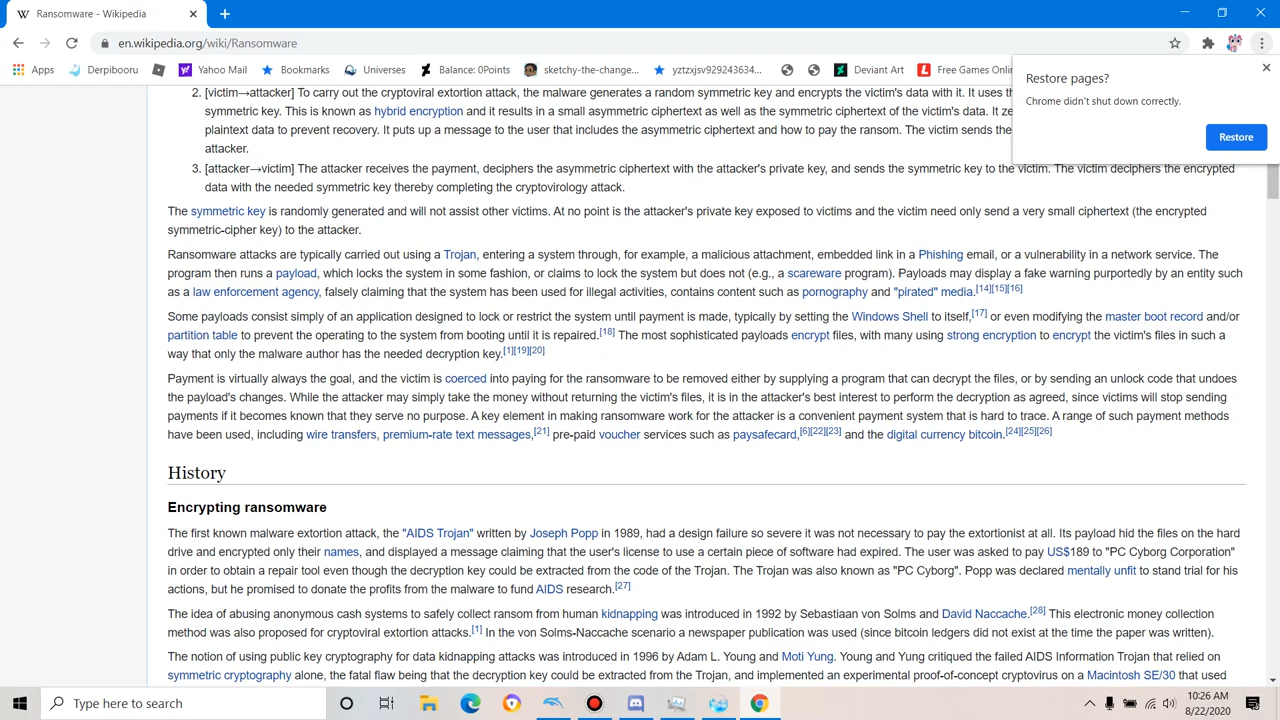 Ransomware - Wikipedia
en.wikipedia.org/wiki/Ransomware
Apps Derpibooru Yahoo Mail Bookmarks Universes Balance: 0Points sketchy-the-change... yztzxjsv929243634... Deviant Art Free Games Onli
Restore pages?
Chrome didn't shut down correctly.
Restore
2. [victim→attacker] To carry out the cryptoviral extortion attack, the malware generates a random symmetric key and encrypts the victim's data with it. It uses th
symmetric key. This is known as hybrid encryption and it results in a small asymmetric ciphertext as well as the symmetric ciphertext of the victim's data. It ze
plaintext data to prevent recovery. It puts up a message to the user that includes the asymmetric ciphertext and how to pay the ransom. The victim sends the
attacker.
3. [attacker→victim] The attacker receives the payment, deciphers the asymmetric ciphertext with the attacker's private key, and sends the symmetric key to the victim. The victim deciphers the encrypted
data with the needed symmetric key thereby completing the cryptovirology attack.
The symmetric key is randomly generated and will not assist other victims. At no point is the attacker's private key exposed to victims and the victim need only send a very small ciphertext (the encrypted
symmetric-cipher key) to the attacker.
Ransomware attacks are typically carried out using a Trojan, entering a system through, for example, a malicious attachment, embedded link in a Phishing email, or a vulnerability in a network service. The
program then runs a payload, which locks the system in some fashion, or claims to lock the system but does not (e.g., a scareware program). Payloads may display a fake warning purportedly by an entity such
as a law enforcement agency, falsely claiming that the system has been used for illegal activities, contains content such as pornography and "pirated" media.[14][15][16]
Some payloads consist simply of an application designed to lock or restrict the system until payment is made, typically by setting the Windows Shell to itself,[17] or even modifying the master boot record and/or
partition table to prevent the operating to the system from booting until it is repaired.[18] The most sophisticated payloads encrypt files, with many using strong encryption to encrypt the victim's files in such a
way that only the malware author has the needed decryption key.[1][19][20]
Payment is virtually always the goal, and the victim is coerced into paying for the ransomware to be removed either by supplying a program that can decrypt the files, or by sending an unlock code that undoes
the payload's changes. While the attacker may simply take the money without returning the victim's files, it is in the attacker's best interest to perform the decryption as agreed, since victims will stop sending
payments if it becomes known that they serve no purpose. A key element in making ransomware work for the attacker is a convenient payment system that is hard to trace. A range of such payment methods
have been used, including wire transfers, premium-rate text messages,[21] pre-paid voucher services such as paysafecard,[6][22][23] and the digital currency bitcoin.[24][25][26]
History
Encrypting ransomware
The first known malware extortion attack, the "AIDS Trojan" written by Joseph Popp in 1989, had a design failure so severe it was not necessary to pay the extortionist at all. Its payload hid the files on the hard
drive and encrypted only their names, and displayed a message claiming that the user's license to use a certain piece of software had expired. The user was asked to pay US$189 to "PC Cyborg Corporation"
in order to obtain a repair tool even though the decryption key could be extracted from the code of the Trojan. The Trojan was also known as "PC Cyborg". Popp was declared mentally unfit to stand trial for his
actions, but he promised to donate the profits from the malware to fund AIDS research.[27]
The idea of abusing anonymous cash systems to safely collect ransom from human kidnapping was introduced in 1992 by Sebastiaan von Solms and David Naccache.[28] This electronic money collection
method was also proposed for cryptoviral extortion attacks.[1] In the von Solms-Naccache scenario a newspaper publication was used (since bitcoin ledgers did not exist at the time the paper was written).
The notion of using public key cryptography for data kidnapping attacks was introduced in 1996 by Adam L. Young and Moti Yung. Young and Yung critiqued the failed AIDS Information Trojan that relied on
symmetric cryptography alone, the fatal flaw being that the decryption key could be extracted from the Trojan, and implemented an experimental proof-of-concept cryptovirus on a Macintosh SE/30 that used
Type here to search
10:26 AM
8/22/2020